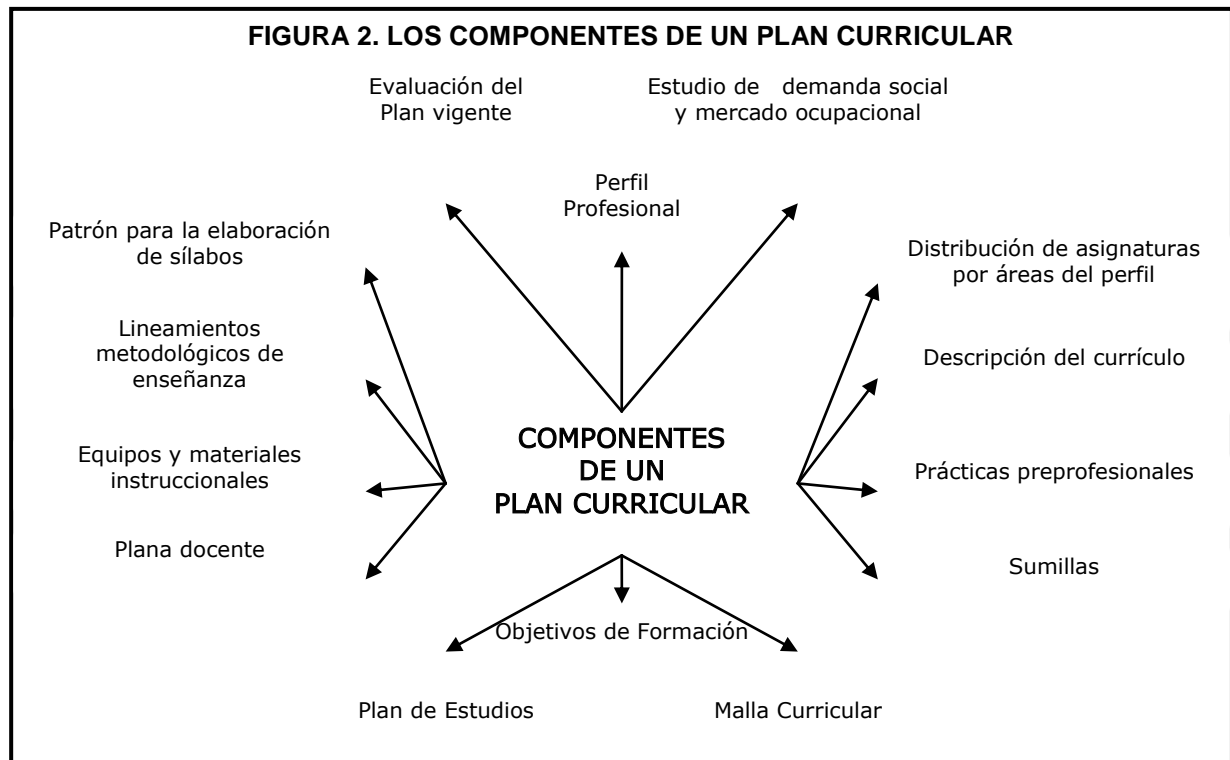 FIGURA 2. LOS COMPONENTES DE UN PLAN CURRICULAR
Evaluación del
Plan vigente
Estudio de demanda social
y mercado ocupacional
Perfil
Profesional
Patrón para la elaboración
de sílabos
Distribución de asignaturas
por áreas del perfil
Lineamientos
metodológicos de
enseñanza
Descripción del currículo
COMPONENTES
DE UN
PLAN CURRICULAR
Equipos y materiales
instruccionales
Prácticas preprofesionales
Plana docente
Sumillas
Objetivos de Formación
Plan de Estudios
Malla Curricular